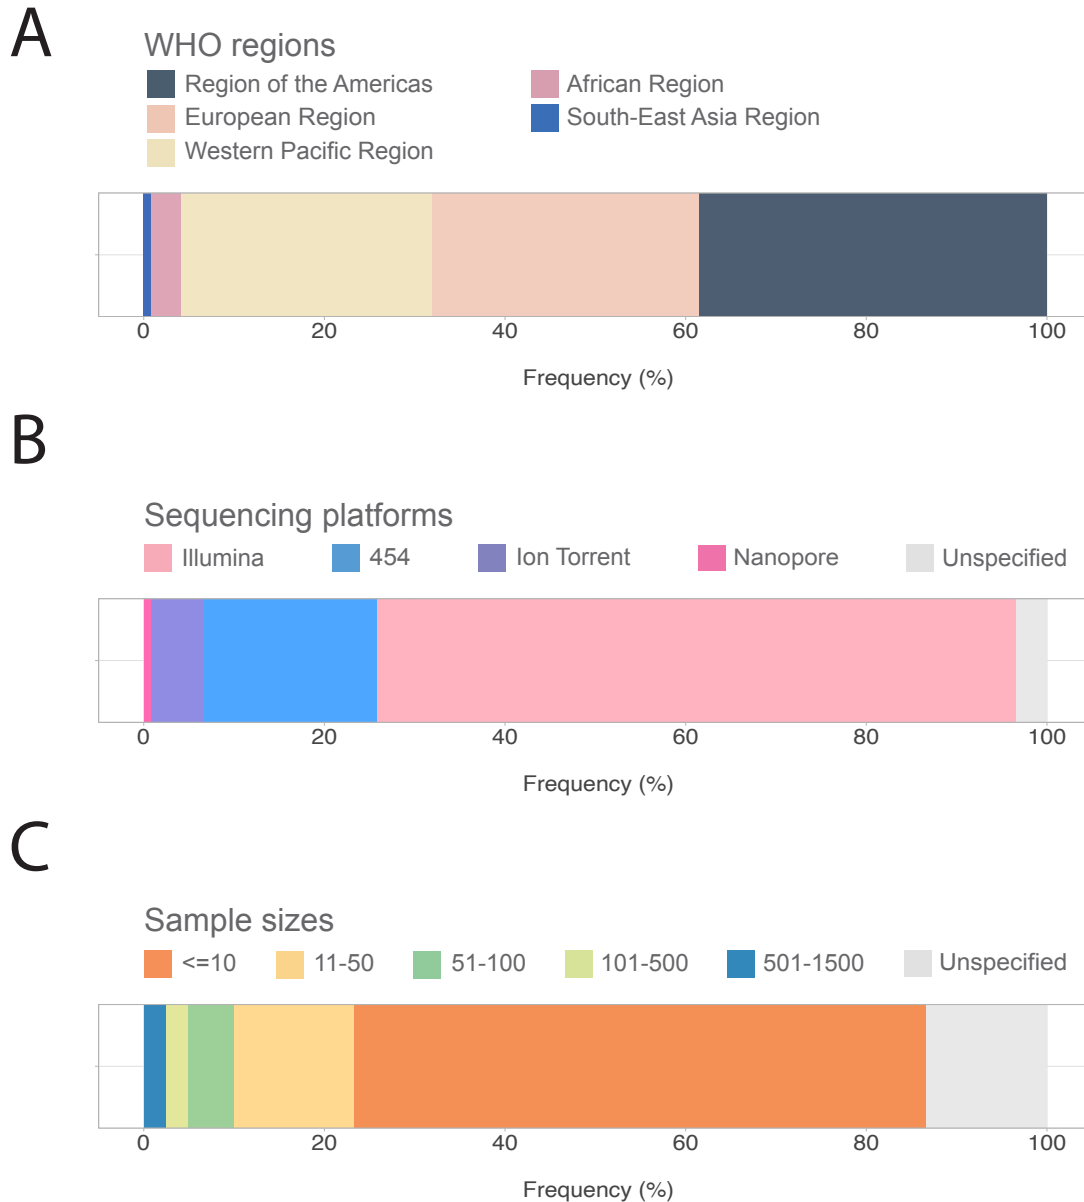 A
WHO regions
Region of the Americas
African Region
European Region
South-East Asia Region
Western Pacific Region
0 20 40 60 80 100
Frequency (%)
B
Sequencing platforms
Illumina 454 Ion Torrent Nanopore Unspecified
0 20 40 60 80 100
Frequency (%)
C
Sample sizes
<=10 11-50 51-100 101-500 501-1500 Unspecified
0 20 40 60 80 100
Frequency (%)